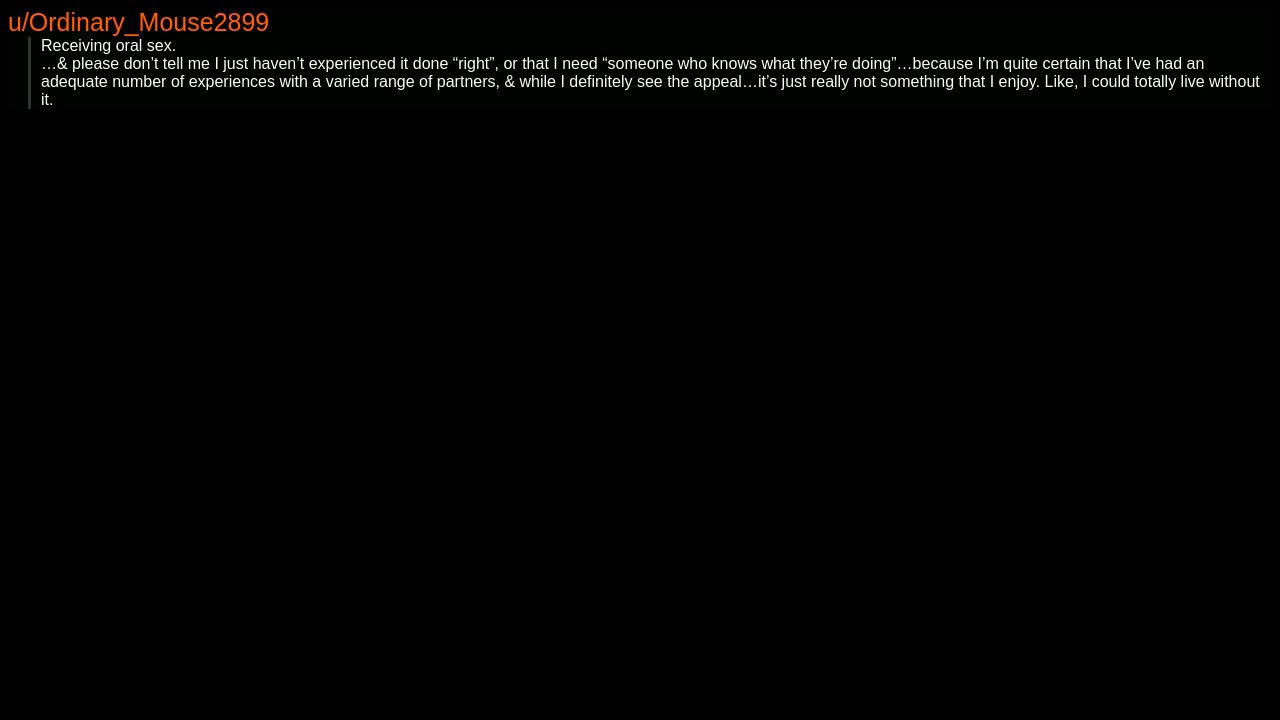 u/Ordinary_Mouse2899
Receiving oral sex.
…& please don’t tell me I just haven’t experienced it done “right”, or that I need “someone who knows what they’re doing”…because I’m quite certain that I’ve had an
adequate number of experiences with a varied range of partners, & while I definitely see the appeal…it’s just really not something that I enjoy. Like, I could totally live without
it.